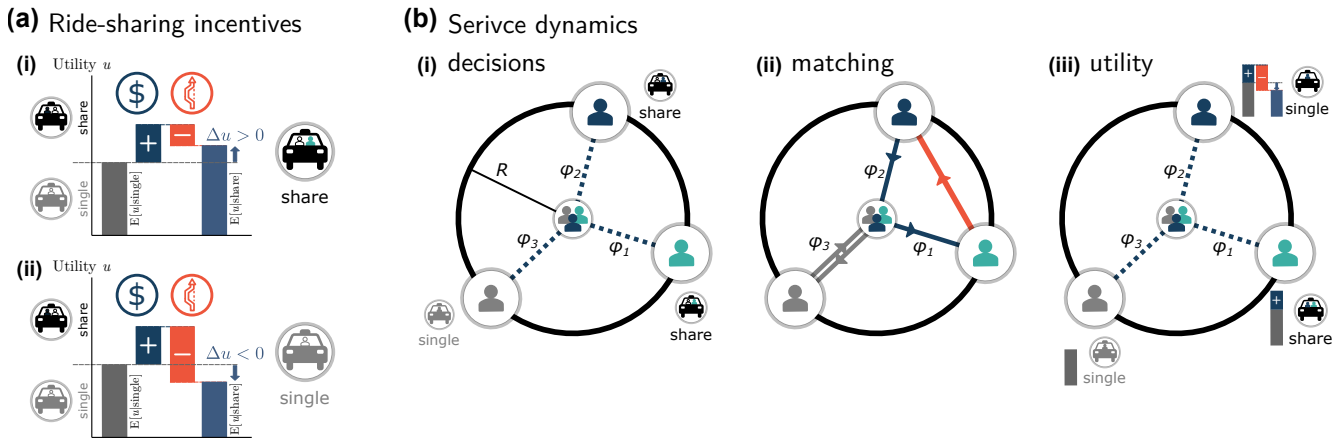 (a) Ride-sharing incentives
(i) Utility u
share
single
$
+
−
Δu > 0
E[u|single]
E[u|share]
share
(ii) Utility u
share
single
$
+
−
Δu < 0
E[u|single]
E[u|share]
single
(b) Serivce dynamics
(i) decisions
share
R
φ2
φ3
φ1
single
share
(ii) matching
φ2
φ3
φ1
(iii) utility
+
−
single
φ2
φ3
φ1
+
share
single